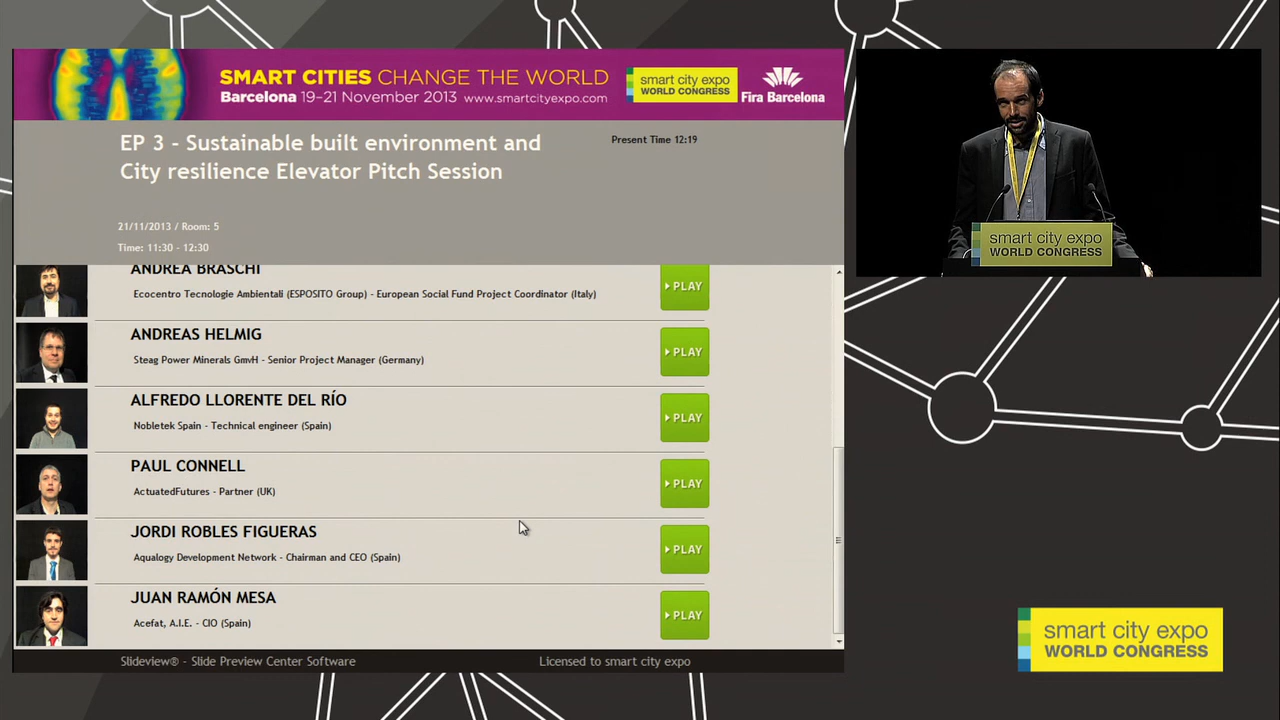 SMART CITIES CHANGE THE WORLD
Barcelona 19-21 November 2013 www.smartcityexpo.com
smart city expo
WORLD CONGRESS
Fira Barcelona
EP 3 - Sustainable built environment and
City resilience Elevator Pitch Session
Present Time 12:19
21/11/2013 / Room: 5
Time: 11:30 - 12:30
ANDREA BRASCHI
Ecocentro Tecnologie Ambientali (ESPOSITO Group) - European Social Fund Project Coordinator (Italy)
PLAY
ANDREAS HELMIG
Steag Power Minerals GmvH - Senior Project Manager (Germany)
PLAY
ALFREDO LLORENTE DEL RÍO
Nobletek Spain - Technical engineer (Spain)
PLAY
PAUL CONNELL
ActuatedFutures - Partner (UK)
PLAY
JORDI ROBLES FIGUERAS
Aqualogy Development Network - Chairman and CEO (Spain)
PLAY
JUAN RAMÓN MESA
Acefat, A.I.E. - CIO (Spain)
PLAY
Slideview® - Slide Preview Center Software
Licensed to smart city expo
smart city expo
WORLD CONGRESS
smart city expo
WORLD CONGRESS